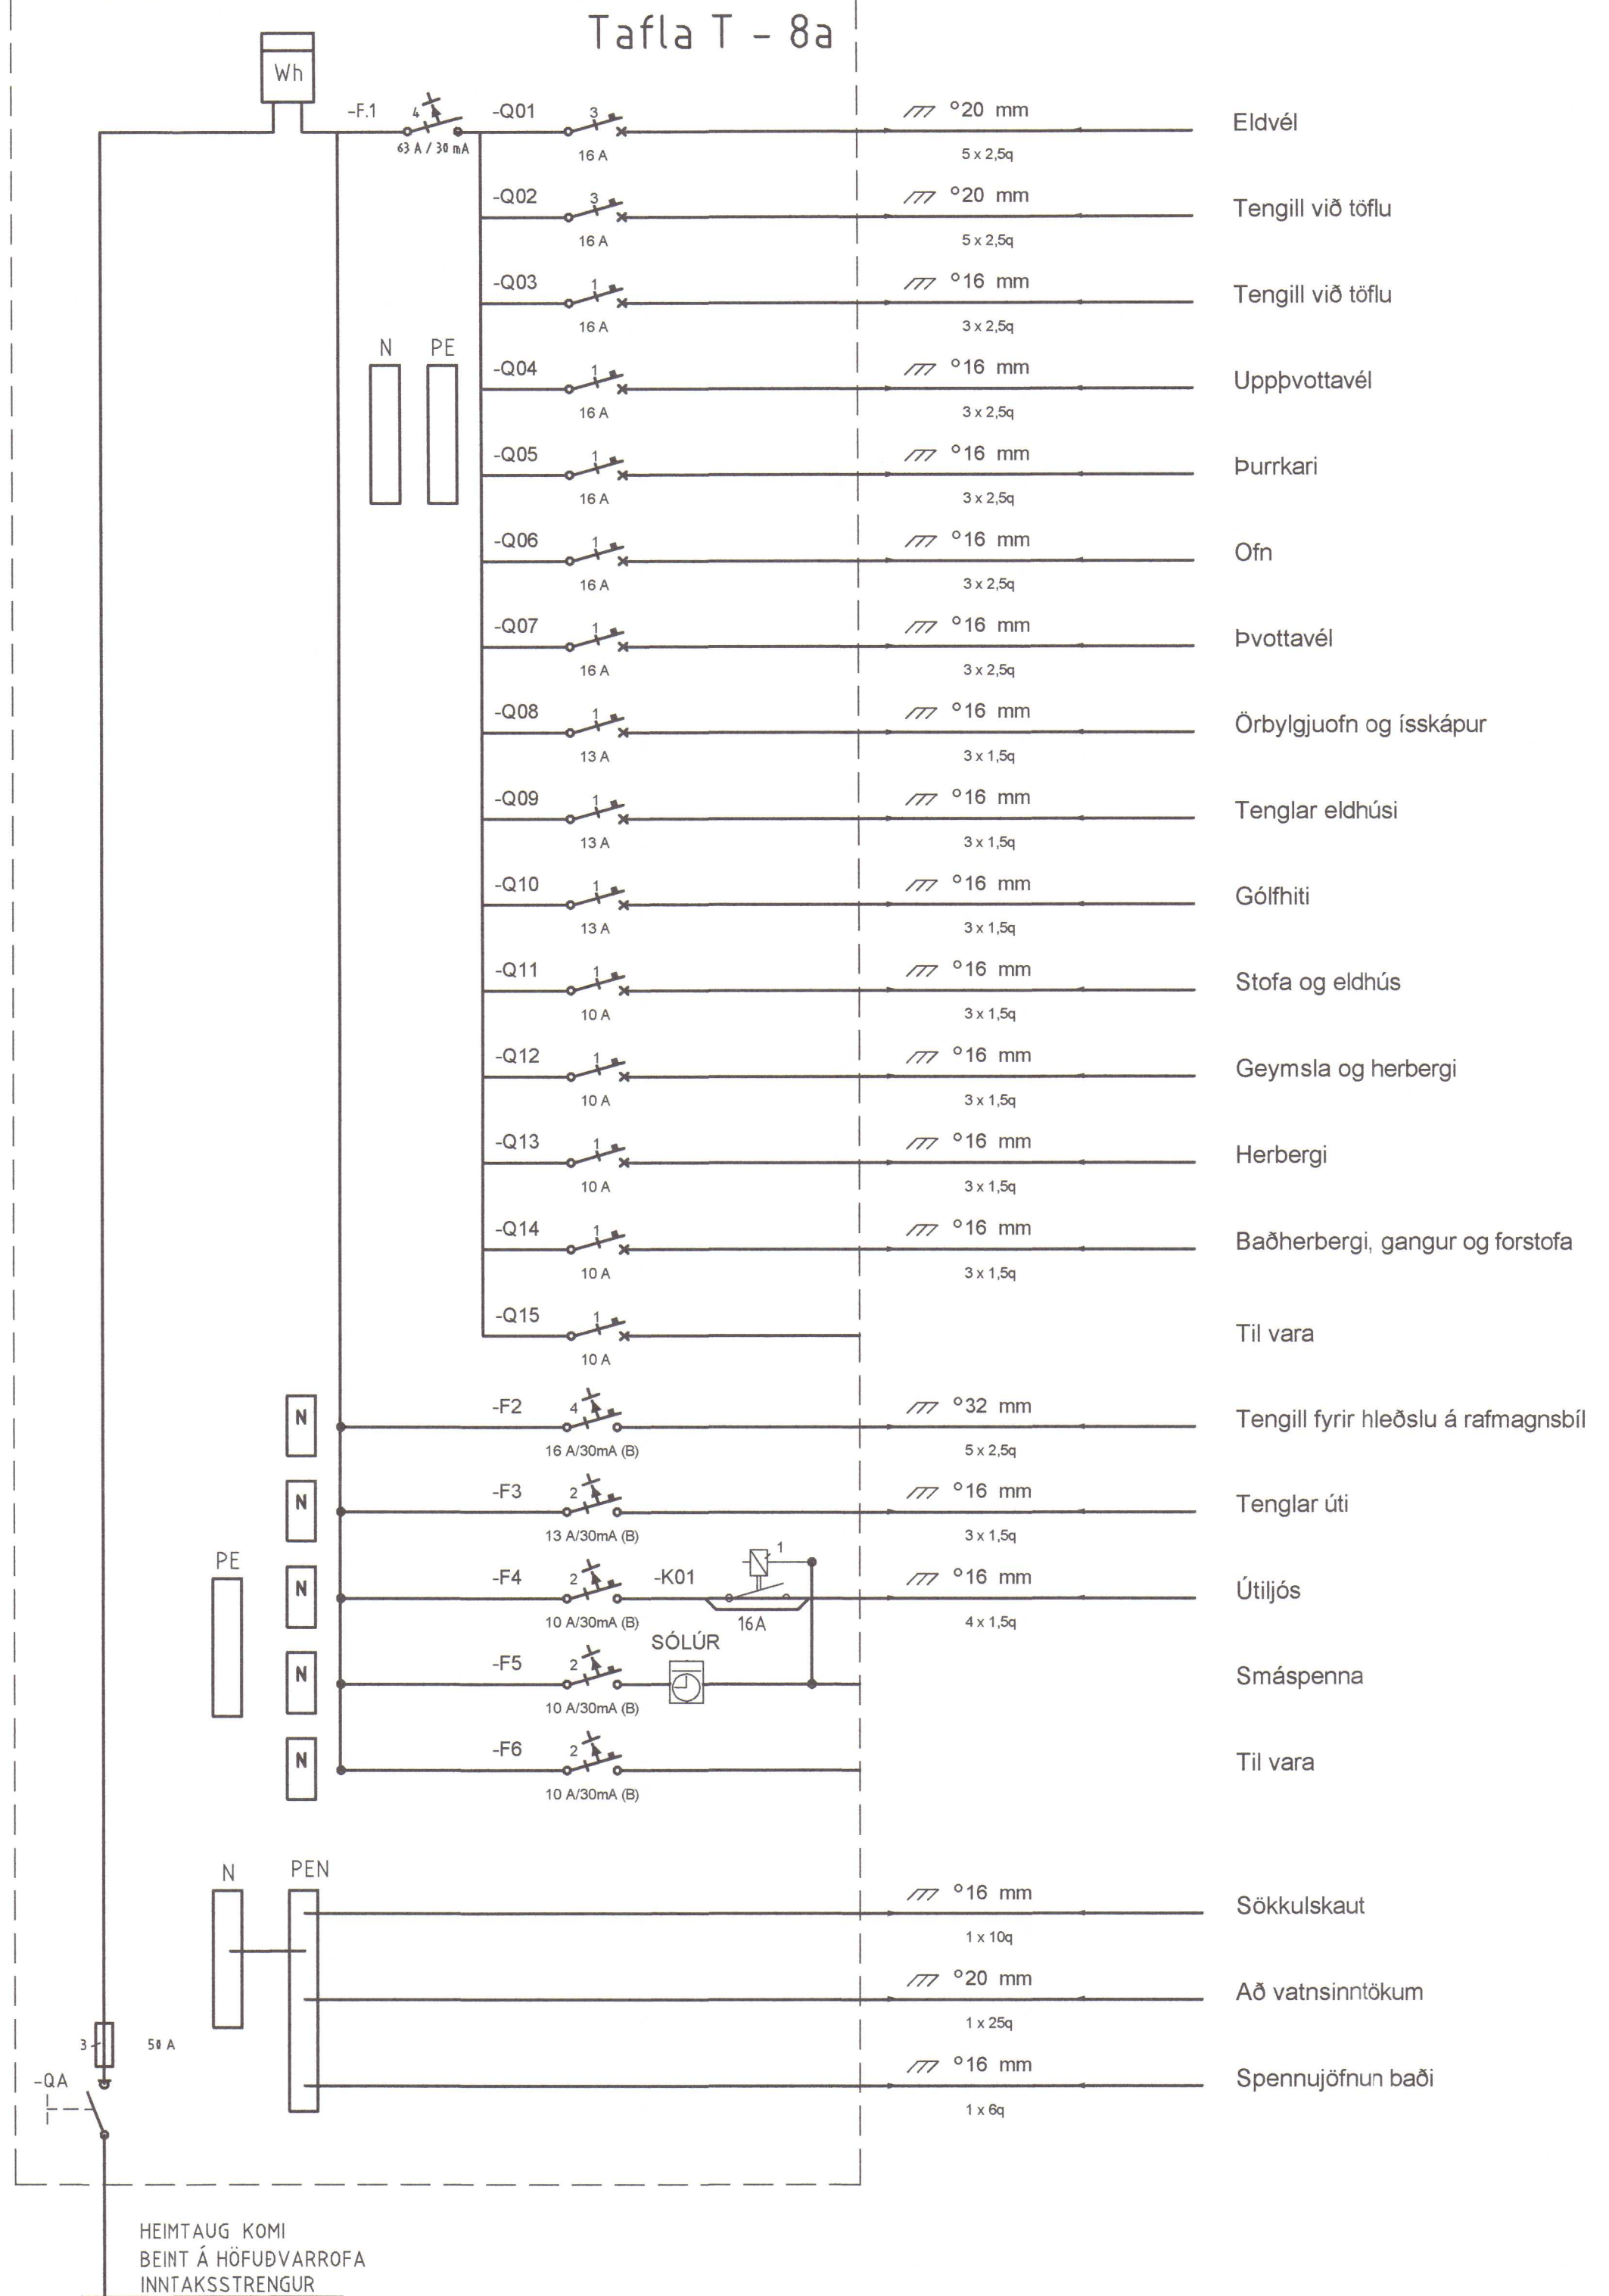 Tafla T - 8a
Wh
-F.1 4 63 A / 30 mA
-Q01 3 16 A °20 mm 5 x 2,5q Eldvél
-Q02 3 16 A °20 mm 5 x 2,5q Tengill við töflu
-Q03 1 16 A °16 mm 3 x 2,5q Tengill við töflu
N PE
-Q04 1 16 A °16 mm 3 x 2,5q Uppþvottavél
-Q05 1 16 A °16 mm 3 x 2,5q Þurrkari
-Q06 1 16 A °16 mm 3 x 2,5q Ofn
-Q07 1 16 A °16 mm 3 x 2,5q Þvottavél
-Q08 1 13 A °16 mm 3 x 1,5q Örbylgjuofn og ísskápur
-Q09 1 13 A °16 mm 3 x 1,5q Tenglar eldhúsi
-Q10 1 13 A °16 mm 3 x 1,5q Gólfhiti
-Q11 1 10 A °16 mm 3 x 1,5q Stofa og eldhús
-Q12 1 10 A °16 mm 3 x 1,5q Geymsla og herbergi
-Q13 1 10 A °16 mm 3 x 1,5q Herbergi
-Q14 1 10 A °16 mm 3 x 1,5q Baðherbergi, gangur og forstofa
-Q15 1 10 A Til vara
N -F2 4 16 A/30mA (B) °32 mm 5 x 2,5q Tengill fyrir hleðslu á rafmagnsbíl
N -F3 2 13 A/30mA (B) °16 mm 3 x 1,5q Tenglar úti
PE
N -F4 2 10 A/30mA (B) -K01 1 16A °16 mm 4 x 1,5q Útiljós
N -F5 2 10 A/30mA (B) SÓLÚR Smáspenna
N -F6 2 10 A/30mA (B) Til vara
N PEN
°16 mm 1 x 10q Sökkulskaut
°20 mm 1 x 25q Að vatnsinntökum
°16 mm 1 x 6q Spennujöfnun baði
3 50 A
-QA
HEIMTAUG KOMI
BEINT Á HÖFUÐVARROFA
INNTAKSSTRENGUR